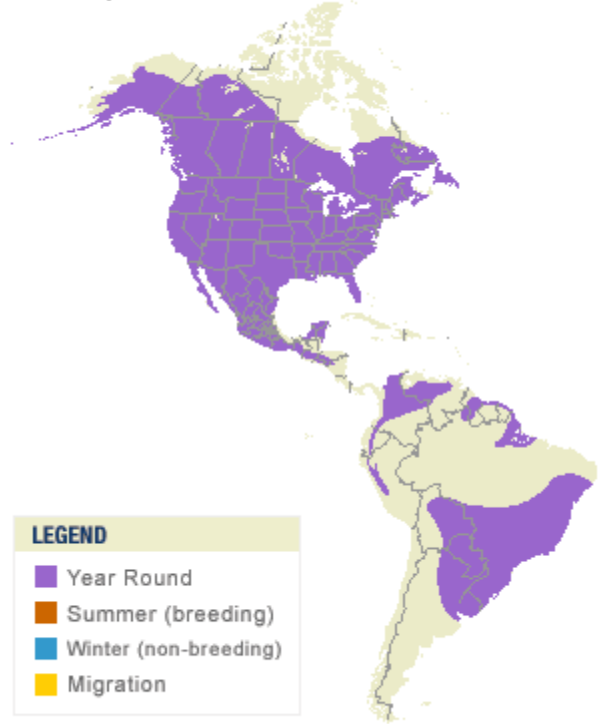 LEGEND
Year Round
Summer (breeding)
Winter (non-breeding)
Migration